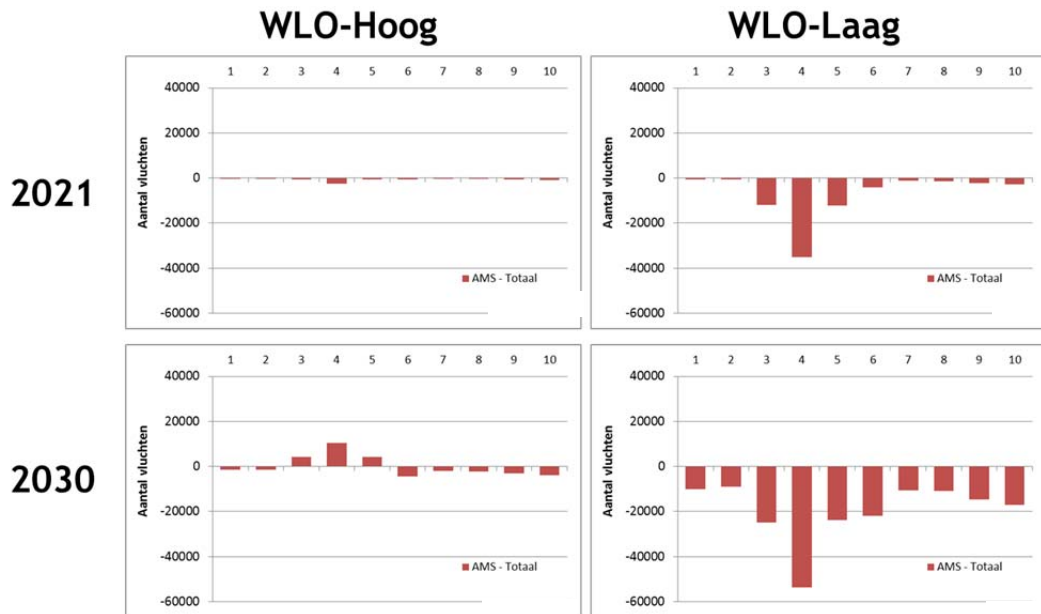 WLO-Hoog
WLO-Laag
2021
1 2 3 4 5 6 7 8 9 10
40000
20000
0
-20000
-40000
-60000
Aantal vluchten
AMS - Totaal
1 2 3 4 5 6 7 8 9 10
40000
20000
0
-20000
-40000
-60000
Aantal vluchten
AMS - Totaal
2030
1 2 3 4 5 6 7 8 9 10
40000
20000
0
-20000
-40000
-60000
Aantal vluchten
AMS - Totaal
1 2 3 4 5 6 7 8 9 10
40000
20000
0
-20000
-40000
-60000
Aantal vluchten
AMS - Totaal